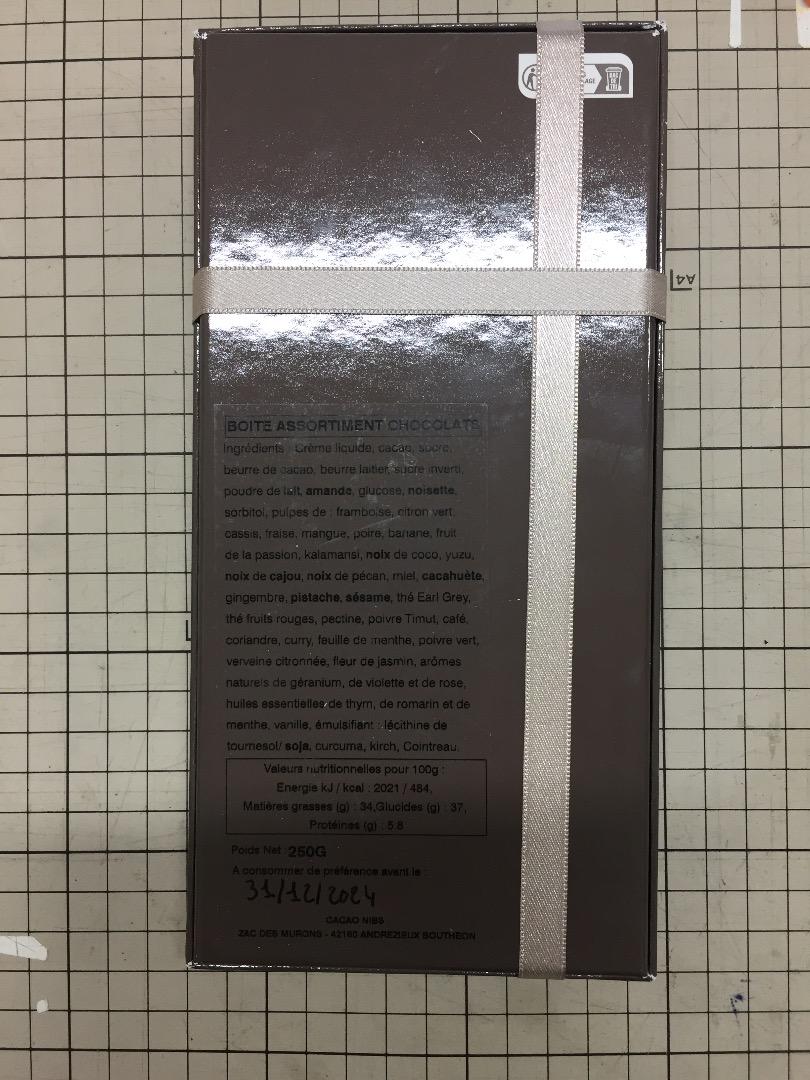 AGE
BAC
DE
TRI
A4
BOITE ASSORTIMENT CHOCOLATS
Ingrédients : Crème liquide, cacao, sucre,
beurre de cacao, beurre laitier, sucre inverti,
poudre de lait, amande, glucose, noisette,
sorbitol, pulpes de : framboise, citron vert,
cassis, fraise, mangue, poire, banane, fruit
de la passion, kalamansi, noix de coco, yuzu,
noix de cajou, noix de pécan, miel, cacahuète,
gingembre, pistache, sésame, thé Earl Grey,
thé fruits rouges, pectine, poivre Timut, café,
coriandre, curry, feuille de menthe, poivre vert,
verveine citronnée, fleur de jasmin, arômes
naturels de géranium, de violette et de rose,
huiles essentielles de thym, de romarin et de
menthe, vanille, émulsifiant : lécithine de
tournesol/ soja, curcuma, kirch, Cointreau.
Valeurs nutritionnelles pour 100g :
Energie kJ / kcal : 2021 / 484,
Matières grasses (g) : 34,Glucides (g) : 37,
Protéines (g) : 5.8
Poids Net : 250G
A consommer de préférence avant le :
31/12/2024
CACAO NIBS
ZAC DES MURONS - 42160 ANDREZIEUX BOUTHEON